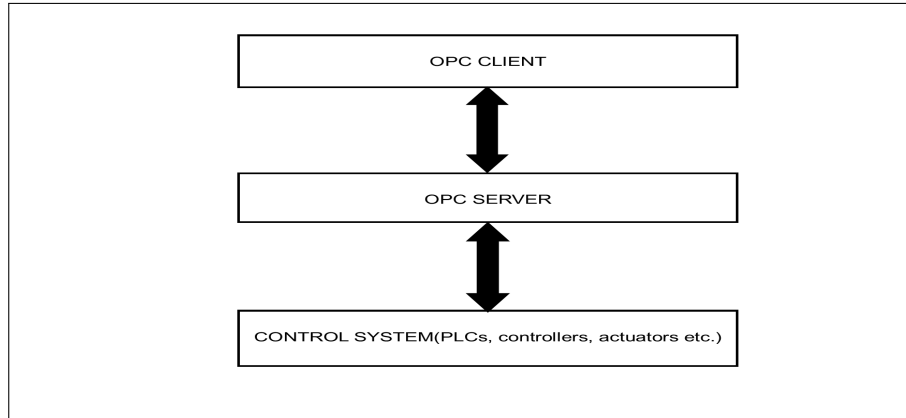 OPC CLIENT
OPC SERVER
CONTROL SYSTEM(PLCs, controllers, actuators etc.)